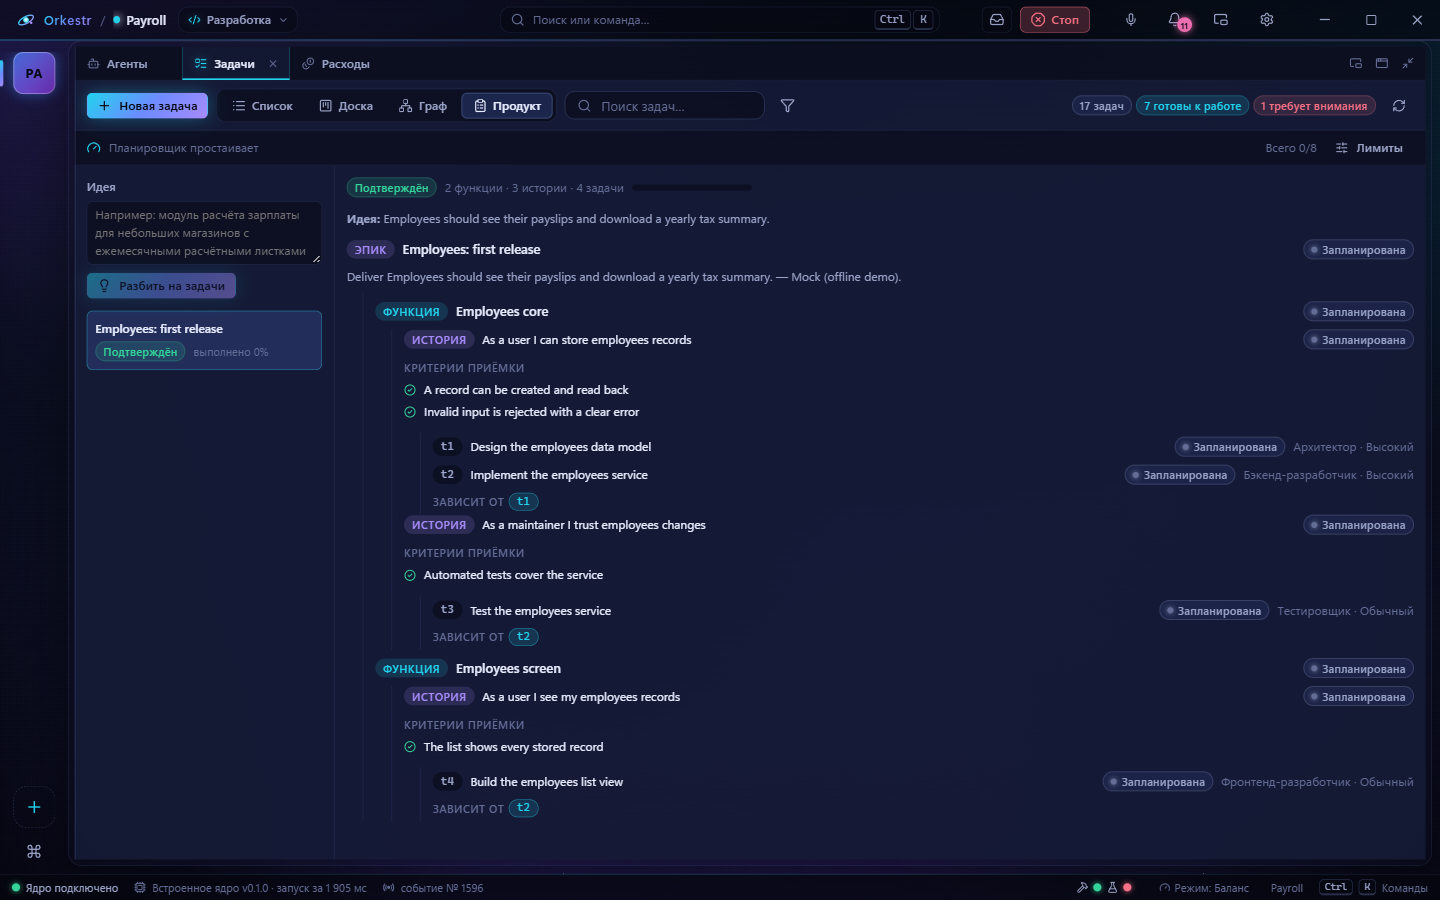 Orkestr / Payroll Разработка Поиск или команда... Ctrl K Стоп 11
PA
Агенты Задачи Расходы
Новая задача Список Доска Граф Продукт Поиск задач... 17 задач 7 готовы к работе 1 требует внимания
Планировщик простаивает Всего 0/8 Лимиты
Идея
Например: модуль расчёта зарплаты
для небольших магазинов с
ежемесячными расчётными листками
Разбить на задачи
Employees: first release
Подтверждён выполнено 0%
Подтверждён 2 функции · 3 истории · 4 задачи
Идея: Employees should see their payslips and download a yearly tax summary.
ЭПИК Employees: first release Запланирована
Deliver Employees should see their payslips and download a yearly tax summary. — Mock (offline demo).
ФУНКЦИЯ Employees core Запланирована
ИСТОРИЯ As a user I can store employees records Запланирована
КРИТЕРИИ ПРИЁМКИ
A record can be created and read back
Invalid input is rejected with a clear error
t1 Design the employees data model Запланирована Архитектор · Высокий
t2 Implement the employees service Запланирована Бэкенд-разработчик · Высокий
ЗАВИСИТ ОТ t1
ИСТОРИЯ As a maintainer I trust employees changes Запланирована
КРИТЕРИИ ПРИЁМКИ
Automated tests cover the service
t3 Test the employees service Запланирована Тестировщик · Обычный
ЗАВИСИТ ОТ t2
ФУНКЦИЯ Employees screen Запланирована
ИСТОРИЯ As a user I see my employees records Запланирована
КРИТЕРИИ ПРИЁМКИ
The list shows every stored record
t4 Build the employees list view Запланирована Фронтенд-разработчик · Обычный
ЗАВИСИТ ОТ t2
Ядро подключено Встроенное ядро v0.1.0 · запуск за 1 905 мс событие № 1596 Режим: Баланс Payroll Ctrl K Команды